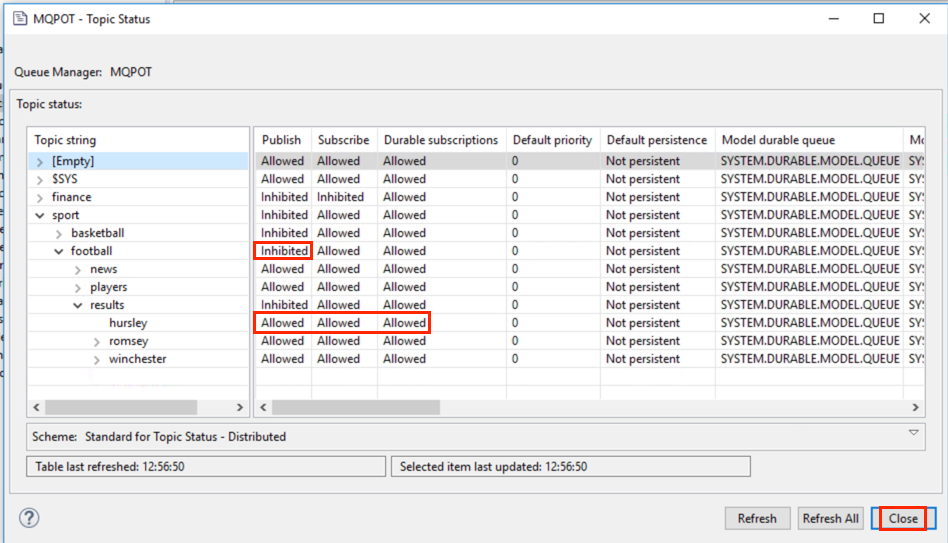 MQPOT - Topic Status
Queue Manager: MQPOT
Topic status:
Topic string Publish Subscribe Durable subscriptions Default priority Default persistence Model durable queue
[Empty] Allowed Allowed Allowed 0 Not persistent SYSTEM.DURABLE.MODEL.QUEUE SYS
$SYS Allowed Allowed Allowed 0 Not persistent SYSTEM.DURABLE.MODEL.QUEUE SYS
finance Inhibited Inhibited Allowed 0 Not persistent SYSTEM.DURABLE.MODEL.QUEUE SYS
sport Inhibited Allowed Allowed 0 Not persistent SYSTEM.DURABLE.MODEL.QUEUE SYS
basketball Inhibited Allowed Allowed 0 Not persistent SYSTEM.DURABLE.MODEL.QUEUE SYS
football Inhibited Allowed Allowed 0 Not persistent SYSTEM.DURABLE.MODEL.QUEUE SYS
news Allowed Allowed Allowed 0 Not persistent SYSTEM.DURABLE.MODEL.QUEUE SYS
players Allowed Allowed Allowed 0 Not persistent SYSTEM.DURABLE.MODEL.QUEUE SYS
results Inhibited Allowed Allowed 0 Not persistent SYSTEM.DURABLE.MODEL.QUEUE SYS
hursley Allowed Allowed Allowed 0 Not persistent SYSTEM.DURABLE.MODEL.QUEUE SYS
romsey Allowed Allowed Allowed 0 Not persistent SYSTEM.DURABLE.MODEL.QUEUE SYS
winchester Allowed Allowed Allowed 0 Not persistent SYSTEM.DURABLE.MODEL.QUEUE SYS
Scheme: Standard for Topic Status - Distributed
Table last refreshed: 12:56:50 Selected item last updated: 12:56:50
? Refresh Refresh All Close